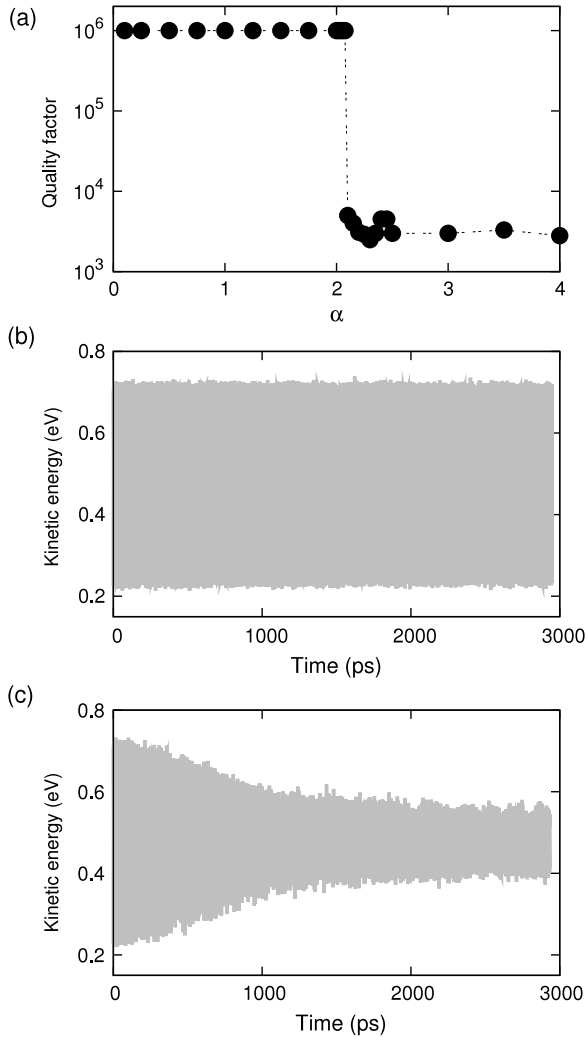 (a)
10^6
10^5
10^4
10^3
Quality factor
0 1 2 3 4
α
(b)
0.8
0.6
0.4
0.2
Kinetic energy (eV)
0 1000 2000 3000
Time (ps)
(c)
0.8
0.6
0.4
0.2
Kinetic energy (eV)
0 1000 2000 3000
Time (ps)